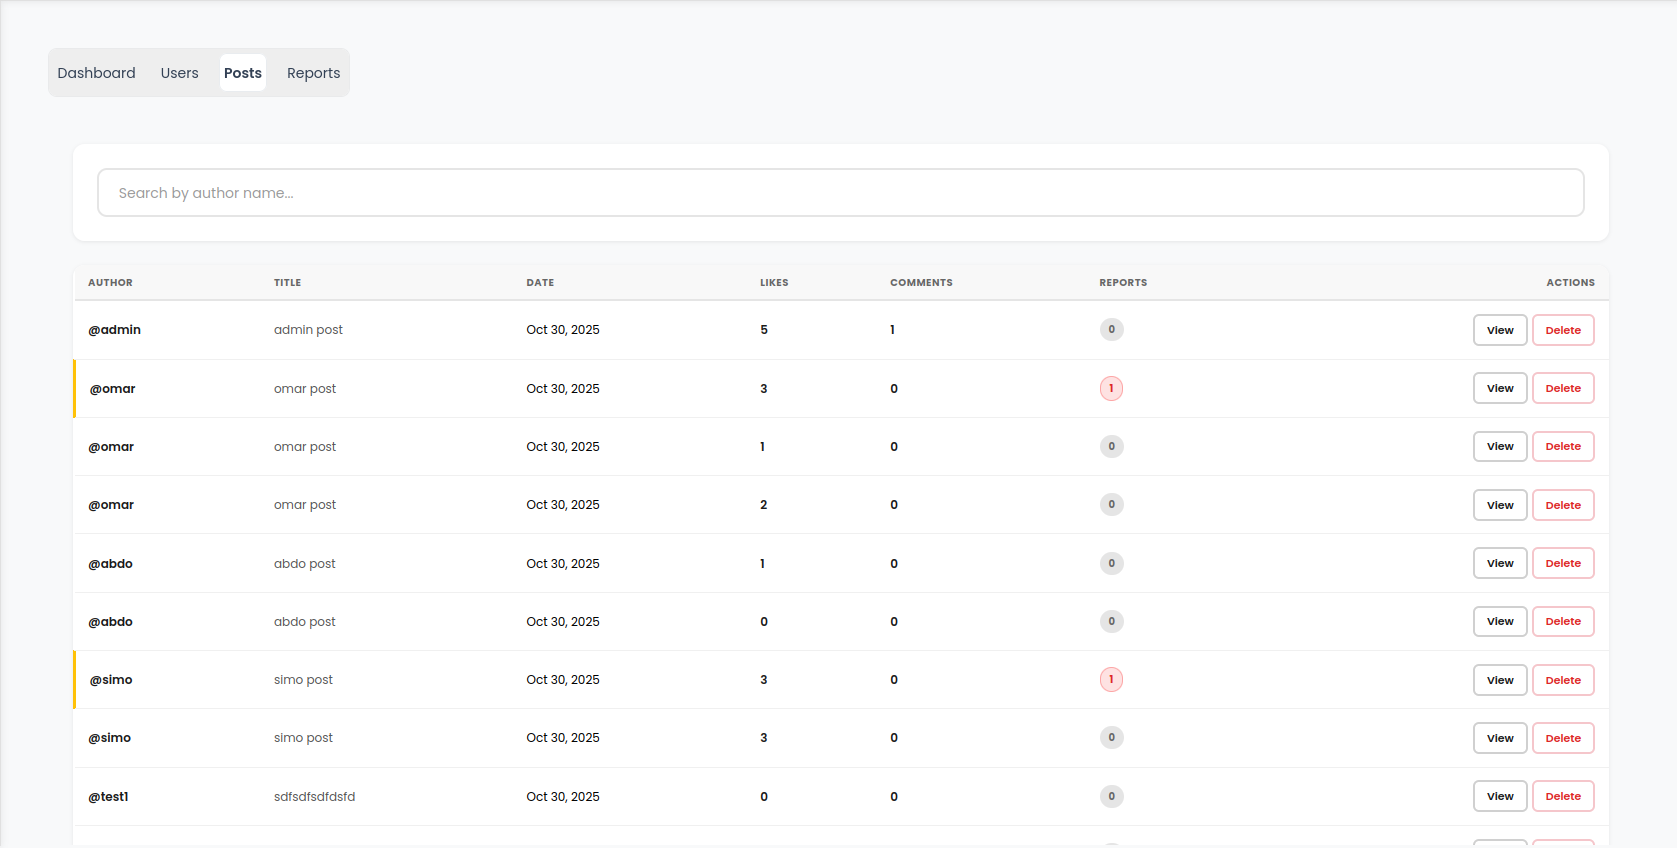 Dashboard Users Posts Reports
Search by author name...
AUTHOR TITLE DATE LIKES COMMENTS REPORTS ACTIONS
@admin admin post Oct 30, 2025 5 1 0 View Delete
@omar omar post Oct 30, 2025 3 0 1 View Delete
@omar omar post Oct 30, 2025 1 0 0 View Delete
@omar omar post Oct 30, 2025 2 0 0 View Delete
@abdo abdo post Oct 30, 2025 1 0 0 View Delete
@abdo abdo post Oct 30, 2025 0 0 0 View Delete
@simo simo post Oct 30, 2025 3 0 1 View Delete
@simo simo post Oct 30, 2025 3 0 0 View Delete
@test1 sdfsdfsdfdsfd Oct 30, 2025 0 0 0 View Delete